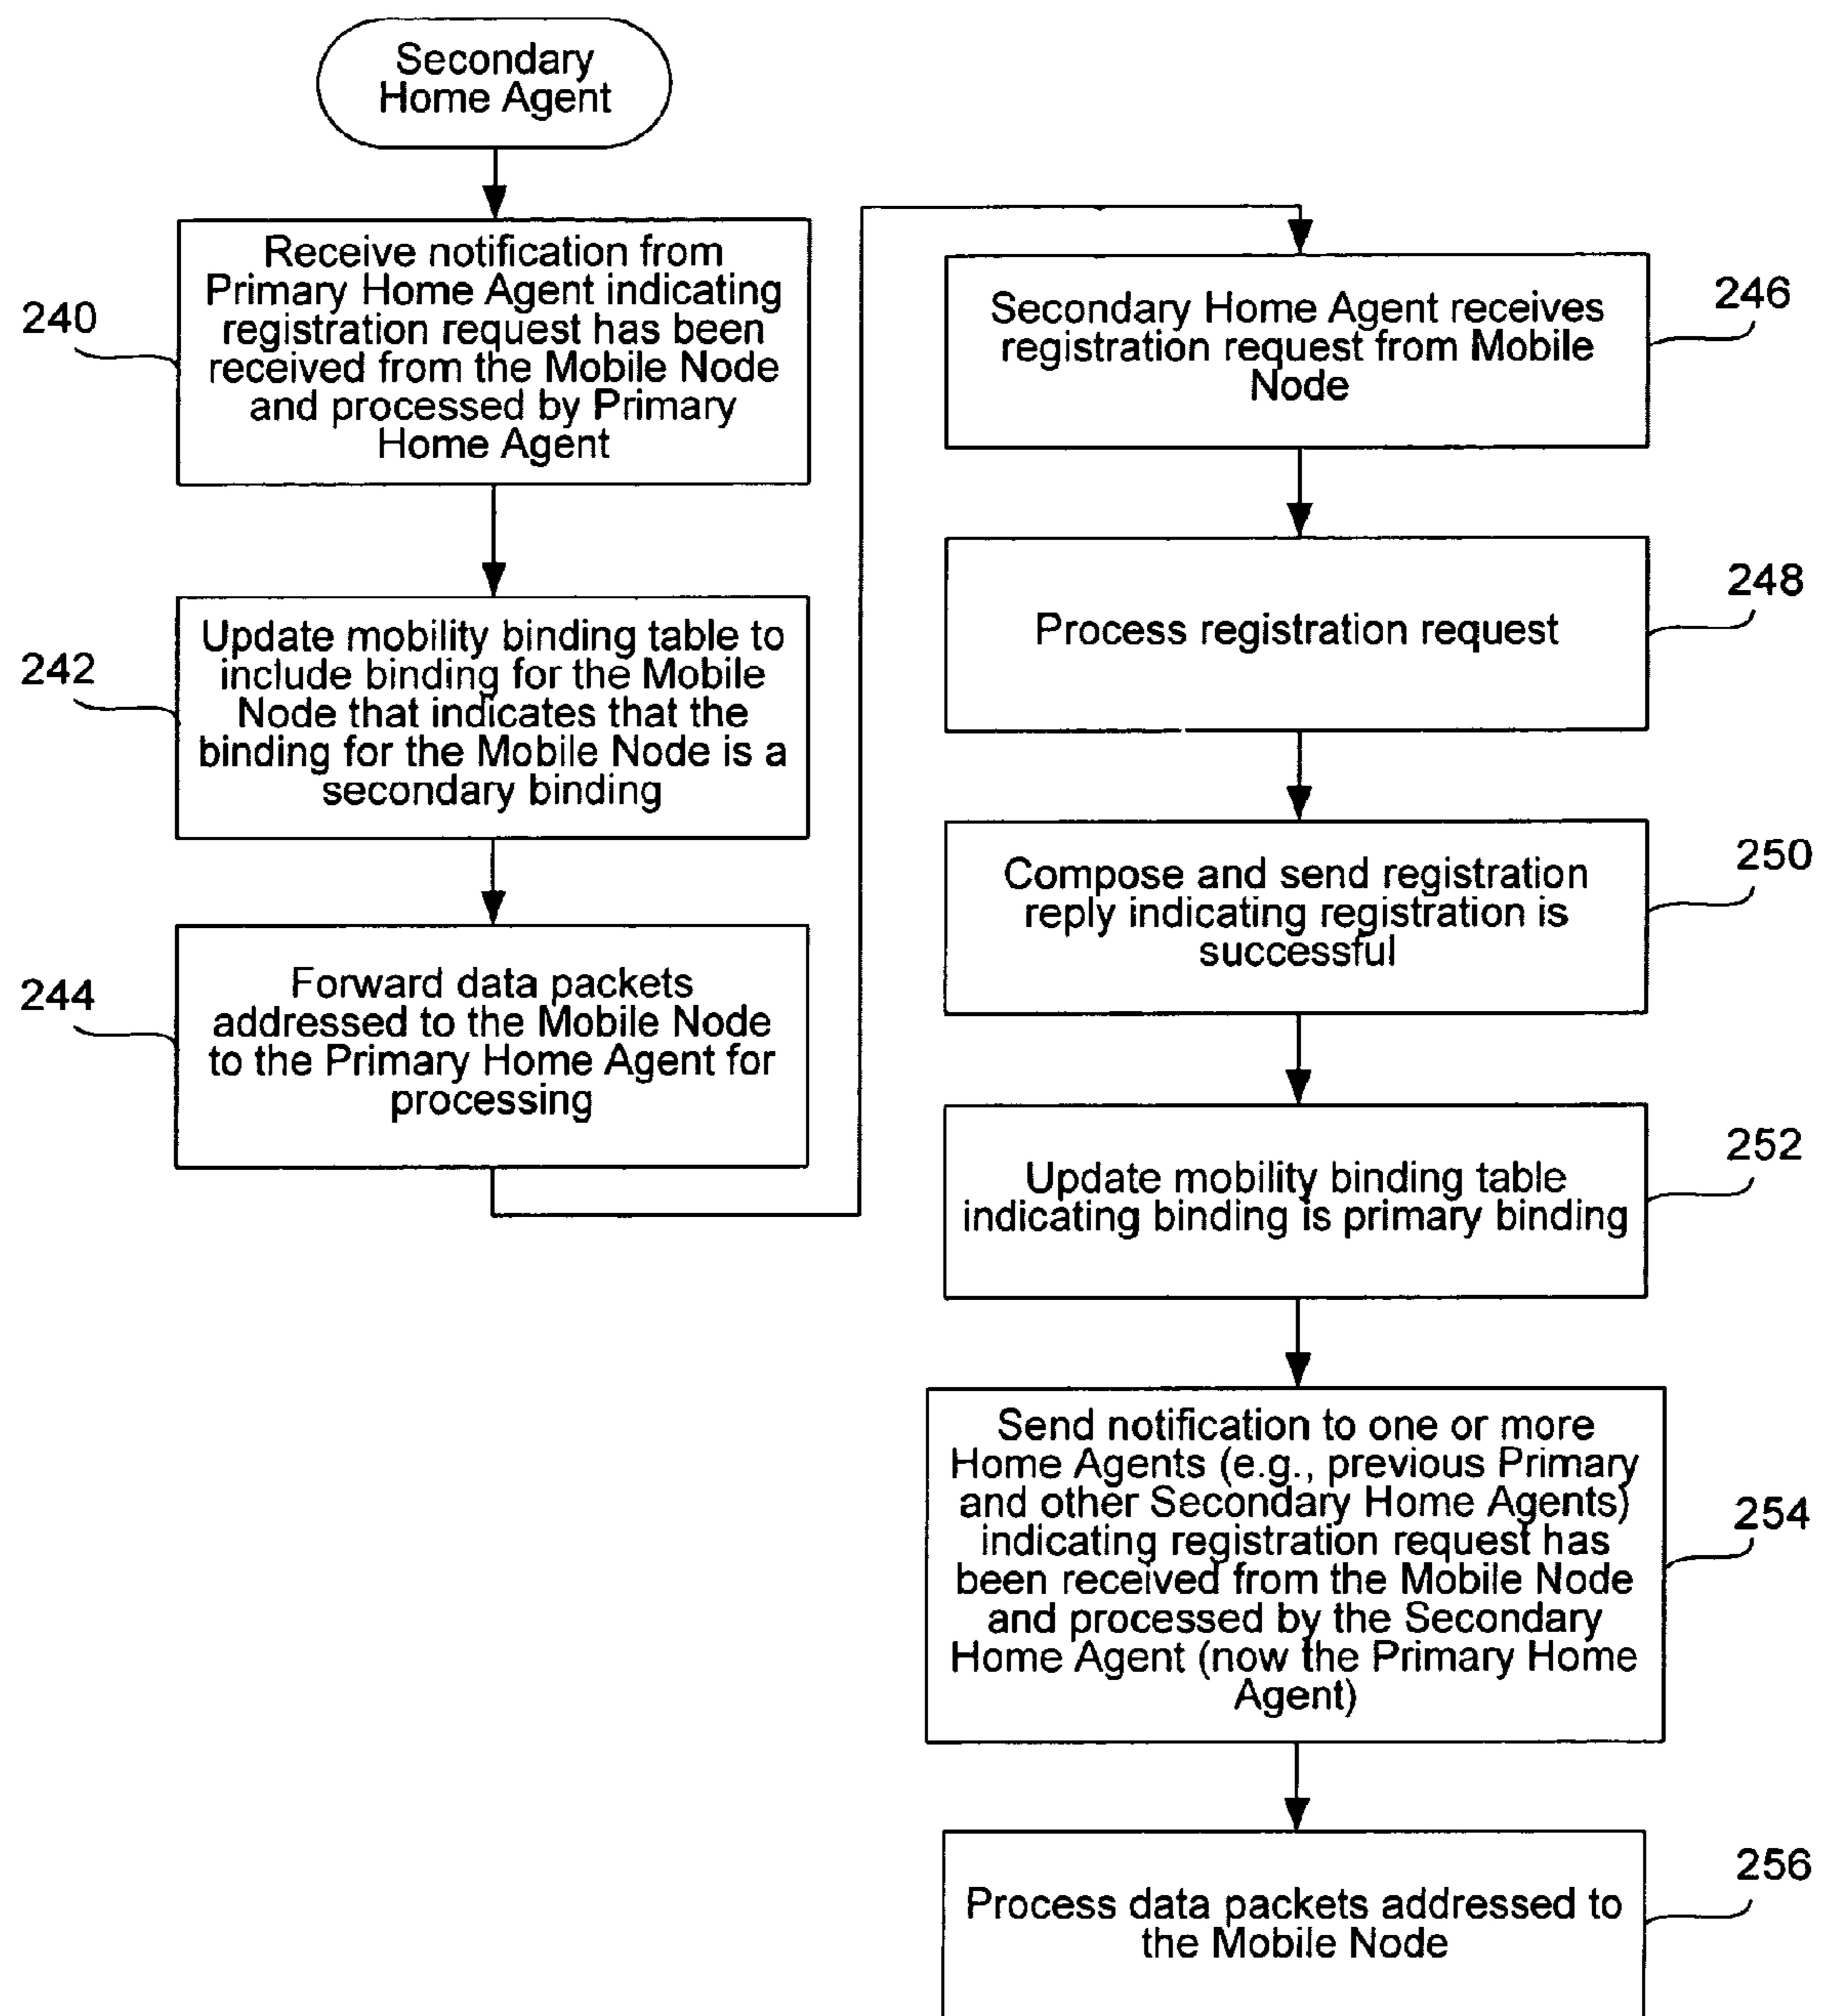 Secondary
Home Agent
240
Receive notification from
Primary Home Agent indicating
registration request has been
received from the Mobile Node
and processed by Primary
Home Agent
242
Update mobility binding table to
include binding for the Mobile
Node that indicates that the
binding for the Mobile Node is a
secondary binding
244
Forward data packets
addressed to the Mobile Node
to the Primary Home Agent for
processing
Secondary Home Agent receives
registration request from Mobile
Node
246
Process registration request
248
Compose and send registration
reply indicating registration is
successful
250
Update mobility binding table
indicating binding is primary binding
252
Send notification to one or more
Home Agents (e.g., previous Primary
and other Secondary Home Agents)
indicating registration request has
been received from the Mobile Node
and processed by the Secondary
Home Agent (now the Primary Home
Agent)
254
Process data packets addressed to
the Mobile Node
256